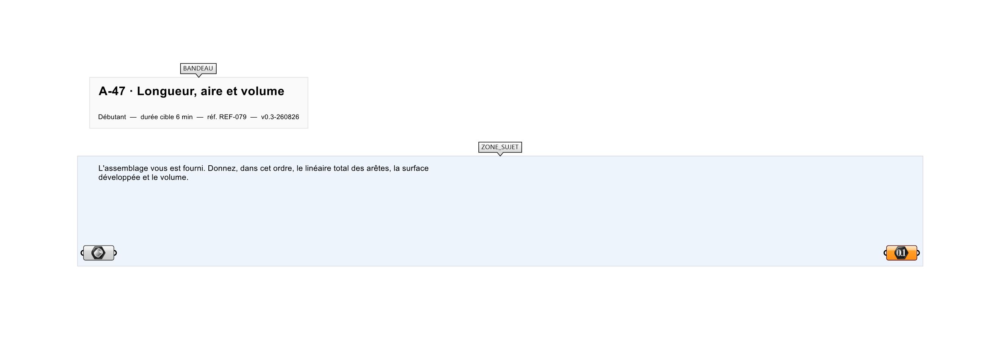 BANDEAU
A-47 · Longueur, aire et volume
Débutant — durée cible 6 min — réf. REF-079 — v0.3-260826
ZONE_SUJET
L'assemblage vous est fourni. Donnez, dans cet ordre, le linéaire total des arêtes, la surface
développée et le volume.
0.1